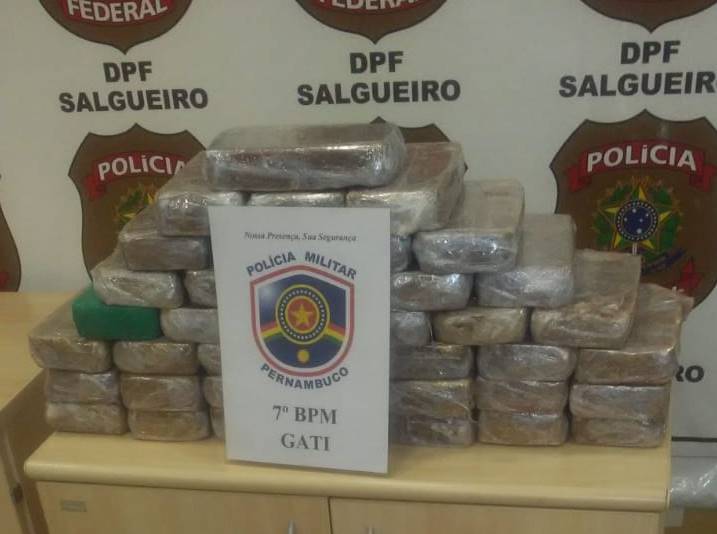 FEDERAL
FEDERAL
DPF
SALGUEIRO
DPF
SALGUEIRO
DPF
SALGUEIR
POLÍCIA
POLÍCIA
Nossa Presença, Sua Segurança
POLÍCIA MILITAR
PERNAMBUCO
7º BPM
GATI
RO